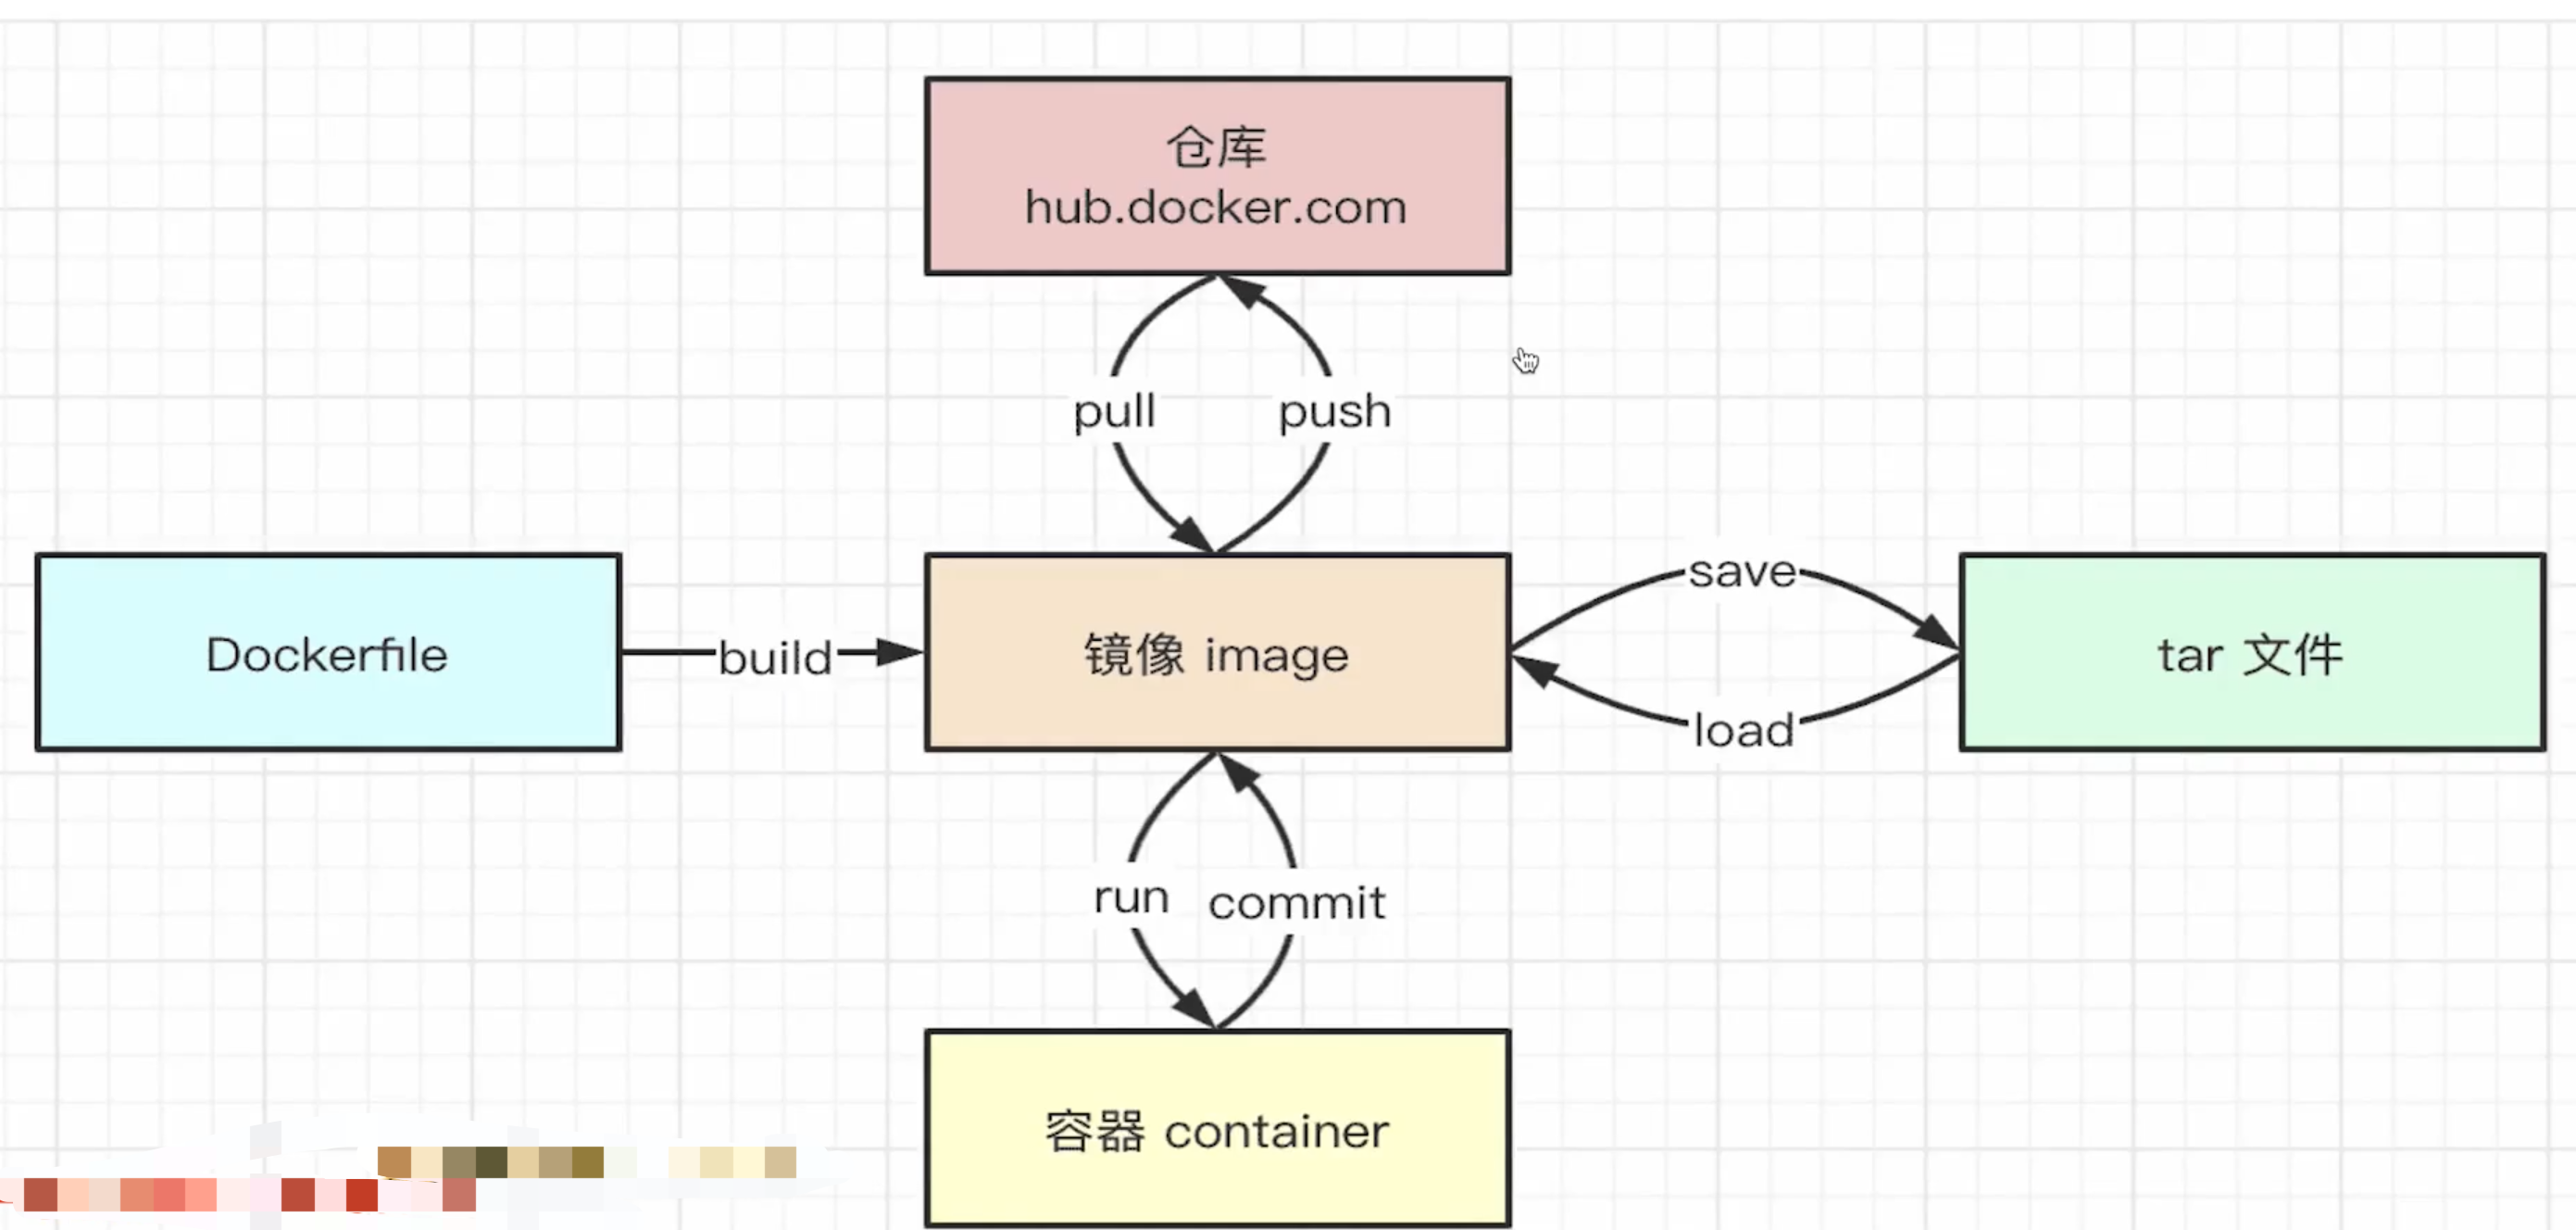 仓库
hub.docker.com
pull
push
Dockerfile
build
镜像 image
save
load
tar 文件
run
commit
容器 container